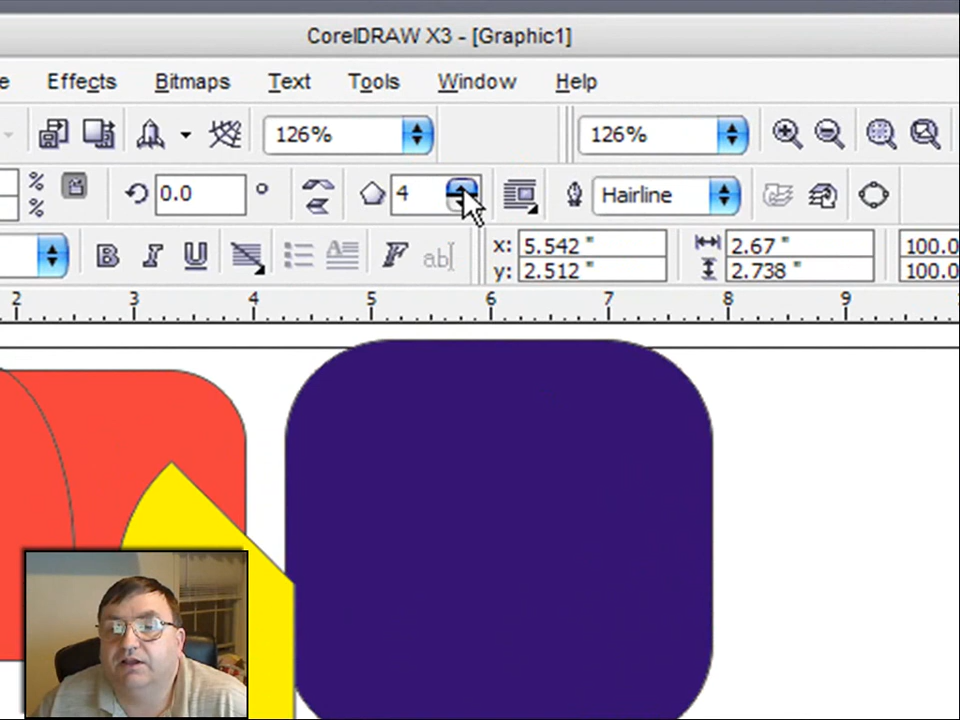 CorelDRAW X3 - [Graphic1]
e Effects Bitmaps Text Tools Window Help
126% 126%
% % 0.0 ° 4 Hairline
B I U F ab x: 5.542 " 2.67 " 100.0
y: 2.512 " 2.738 " 100.0
2 3 4 5 6 7 8 9